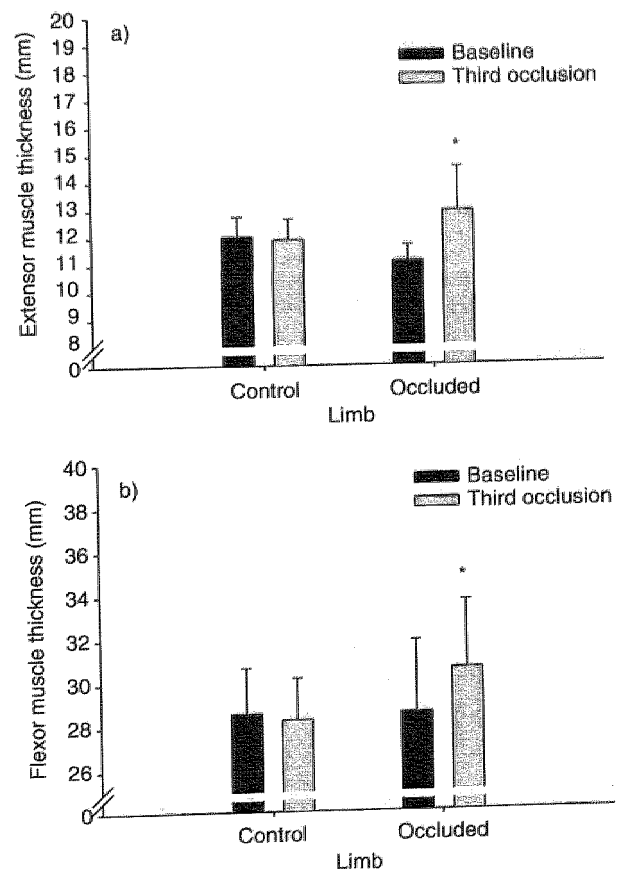 a)
Baseline
Third occlusion
Extensor muscle thickness (mm)
20
19
18
17
16
15
14
13
12
11
10
9
8
0
*
Control
Occluded
Limb
b)
Baseline
Third occlusion
Flexor muscle thickness (mm)
40
38
36
34
32
30
28
26
0
*
Control
Occluded
Limb